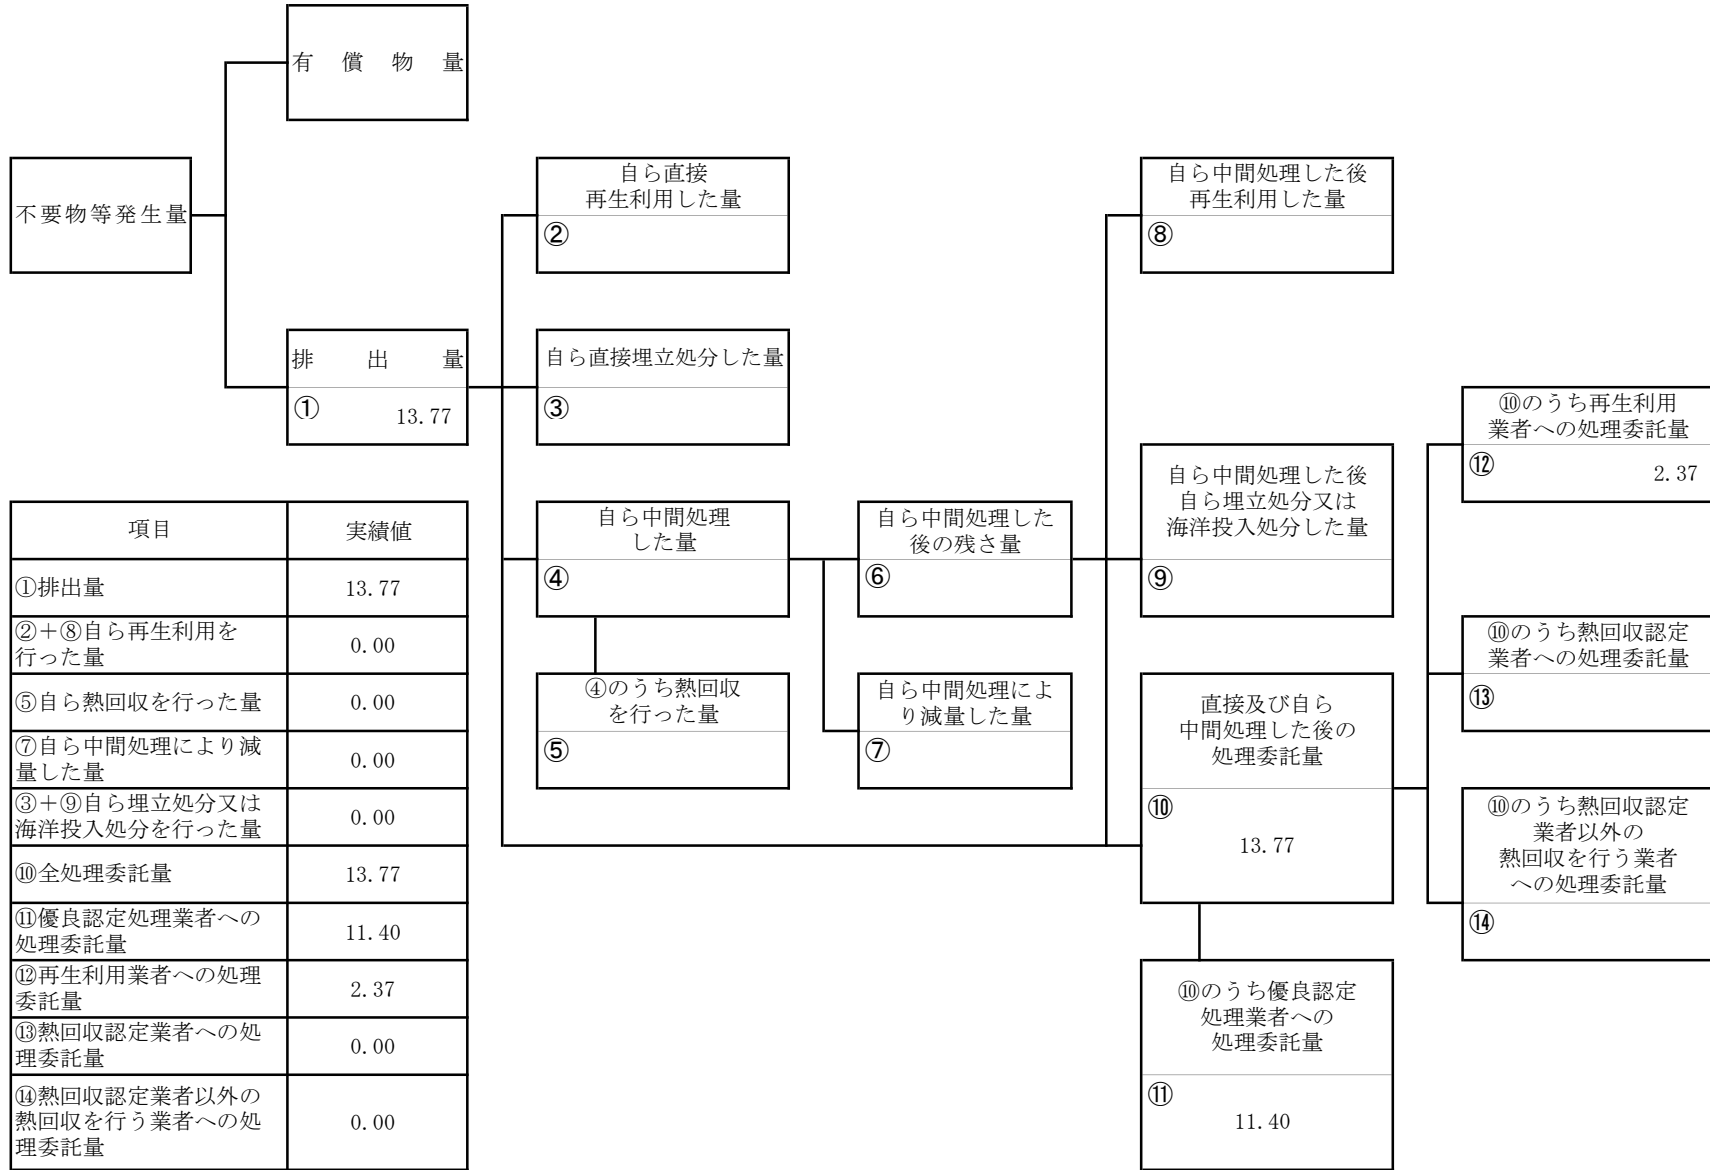 有償物量
不要物等発生量
自ら直接
再生利用した量
②
自ら中間処理した後
再生利用した量
⑧
排出量
① 13.77
自ら直接埋立処分した量
③
⑩のうち再生利用
業者への処理委託量
⑫ 2.37
自ら中間処理
した量
④
自ら中間処理した
後の残さ量
⑥
自ら中間処理した後
自ら埋立処分又は
海洋投入処分した量
⑨
⑩のうち熱回収認定
業者への処理委託量
⑬
④のうち熱回収
を行った量
⑤
自ら中間処理によ
り減量した量
⑦
直接及び自ら
中間処理した後の
処理委託量
⑩
13.77
⑩のうち熱回収認定
業者以外の
熱回収を行う業者
への処理委託量
⑭
⑩のうち優良認定
処理業者への
処理委託量
⑪
11.40
項目 実績値
①排出量 13.77
②+⑧自ら再生利用を
行った量 0.00
⑤自ら熱回収を行った量 0.00
⑦自ら中間処理により減
量した量 0.00
③+⑨自ら埋立処分又は
海洋投入処分を行った量 0.00
⑩全処理委託量 13.77
⑪優良認定処理業者への
処理委託量 11.40
⑫再生利用業者への処理
委託量 2.37
⑬熱回収認定業者への処
理委託量 0.00
⑭熱回収認定業者以外の
熱回収を行う業者への処
理委託量 0.00